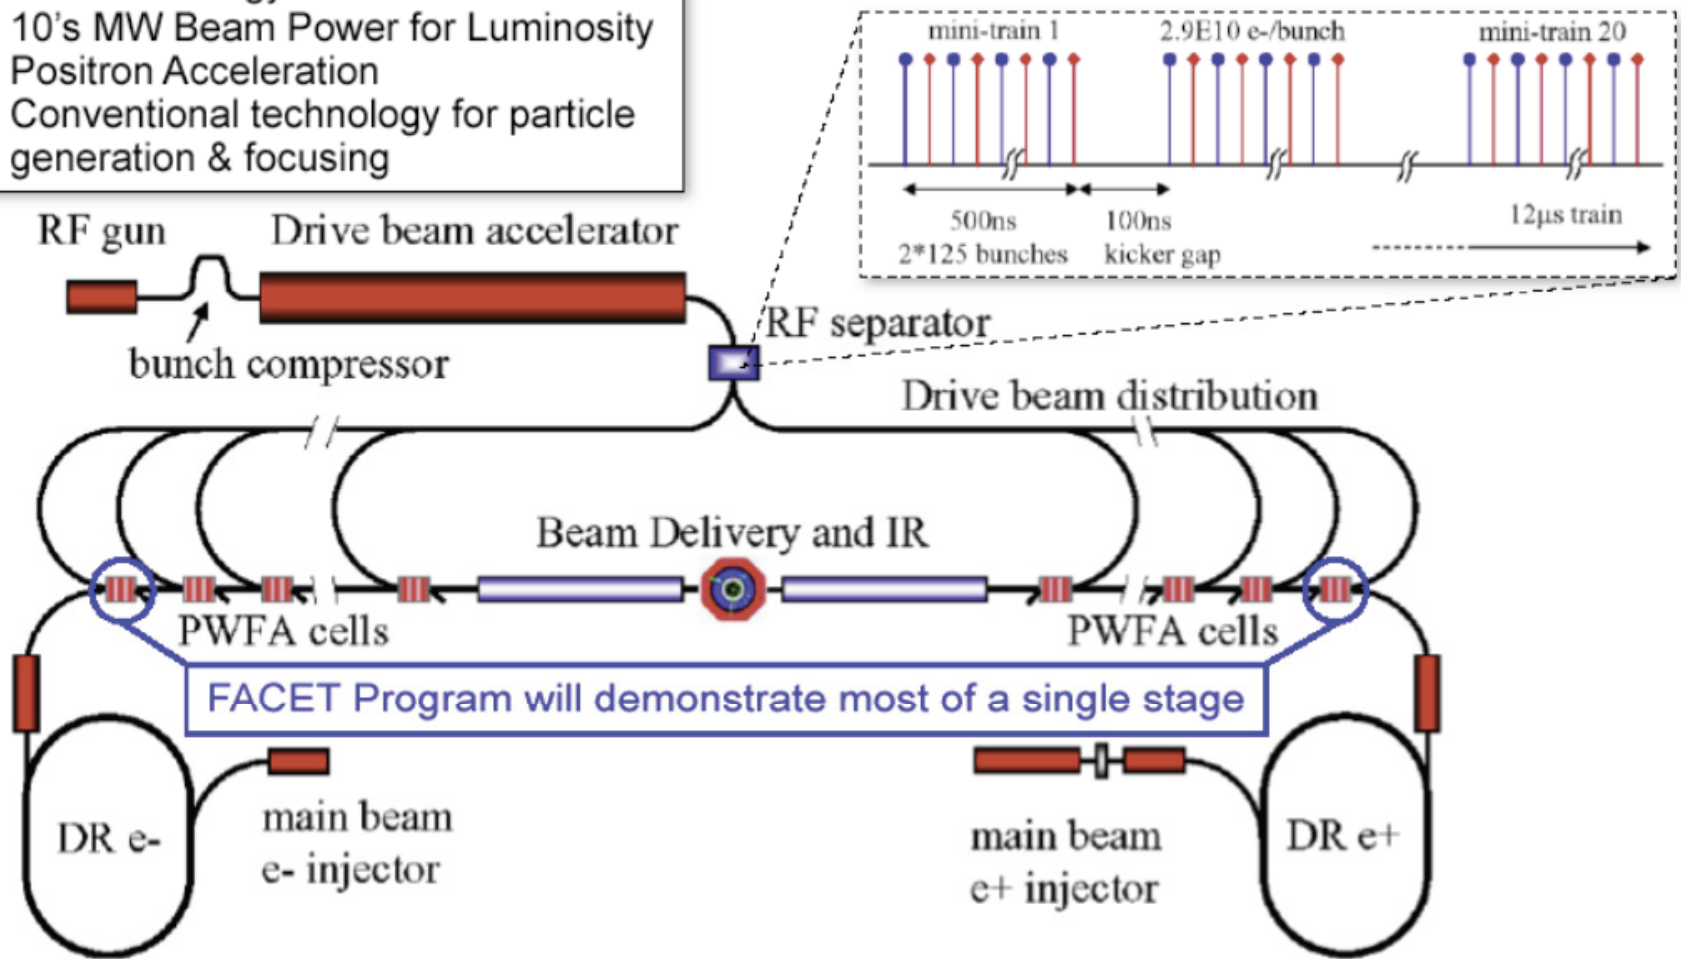 10's MW Beam Power for Luminosity
Positron Acceleration
Conventional technology for particle
generation & focusing
mini-train 1
2.9E10 e-/bunch
mini-train 20
500ns
2*125 bunches
100ns
kicker gap
12μs train
RF gun
Drive beam accelerator
bunch compressor
RF separator
Drive beam distribution
Beam Delivery and IR
PWFA cells
PWFA cells
FACET Program will demonstrate most of a single stage
DR e-
main beam
e- injector
main beam
e+ injector
DR e+